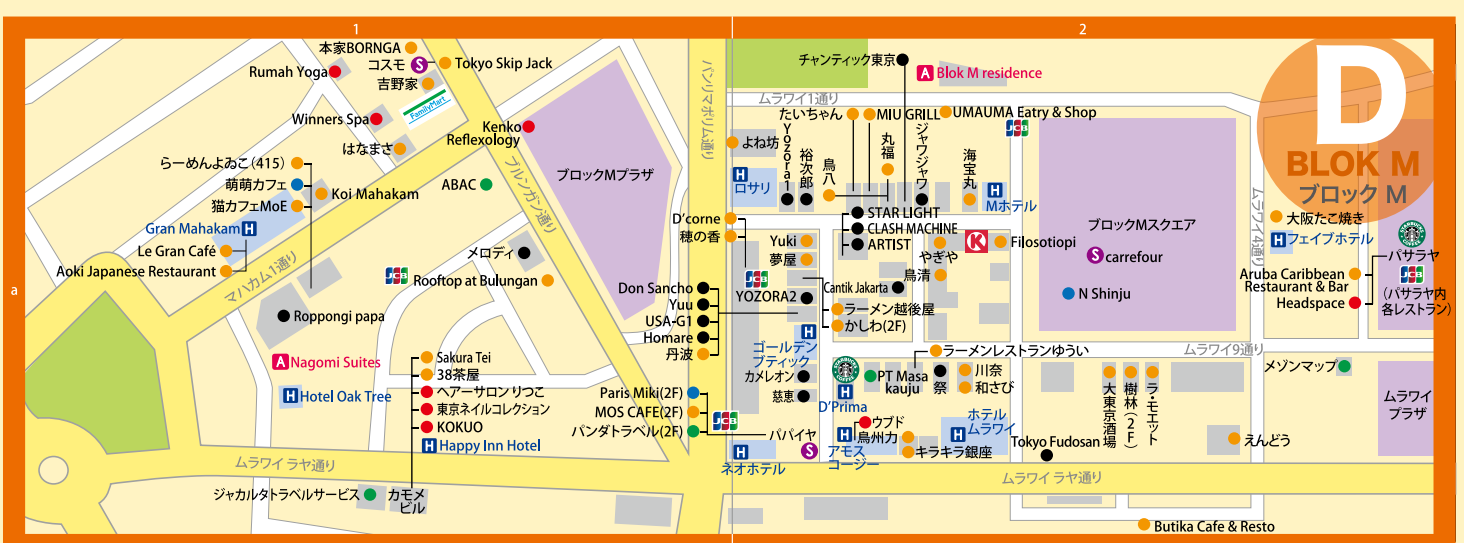 1
2
a
D
BLOK M
ブロック M
本家BORNGA
コスモ
S
Tokyo Skip Jack
吉野家
FamilyMart
Rumah Yoga
Winners Spa
はなまさ
Kenko
Reflexology
らーめんよゐこ(415)
萌萌カフェ
猫カフェMoE
Koi Mahakam
ABAC
Gran Mahakam
H
Le Gran Café
Aoki Japanese Restaurant
マハカム1通り
ブルンガン通り
ブロックMプラザ
メロディ
JCB
Rooftop at Bulungan
Roppongi papa
A
Nagomi Suites
H
Hotel Oak Tree
Sakura Tei
38茶屋
ヘアーサロンりつこ
東京ネイルコレクション
KOKUO
H
Happy Inn Hotel
ムラワイ ラヤ通り
ジャカルタトラベルサービス
カモメ
ビル
パンリマポリム通り
チャンティック東京
A
Blok M residence
ムラワイ1通り
たいちゃん
MIU GRILL
UMAUMA Eatry & Shop
JCB
よね坊
H
ロサリ
Yozora1
裕次郎
鳥八
丸福
ジャワジャワ
海宝丸
H
Mホテル
D'corne
穂の香
STAR LIGHT
CLASH MACHINE
ARTIST
Yuki
夢屋
やぎや
K
Filosotiopi
鳥清
Cantik Jakarta
JCB
YOZORA2
Don Sancho
Yuu
USA-G1
Homare
丹波
ラーメン越後屋
かしわ(2F)
H
ゴールデン
ブティック
カメレオン
慈恵
ラーメンレストランゆうい
STARBUCKS
PT Masa
kauju
祭
川奈
和さび
H
D'Prima
Paris Miki(2F)
MOS CAFE(2F)
パンダトラベル(2F)
JCB
パパイヤ
S
H
ネオホテル
ウブド
H
鳥州力
アモス
コージー
キラキラ銀座
ホテル
ムラワイ
H
Tokyo Fudosan
大東京酒場
樹林(2F)
ラ・モエット
えんどう
ムラワイ ラヤ通り
Butika Cafe & Resto
ブロックMスクエア
S
carrefour
N Shinju
ムラワイ4通り
ムラワイ9通り
大阪たこ焼き
H
フェイブホテル
Aruba Caribbean
Restaurant & Bar
Headspace
パサラヤ
JCB
(パサラヤ内
各レストラン)
メゾンマップ
ムラワイ
プラザ